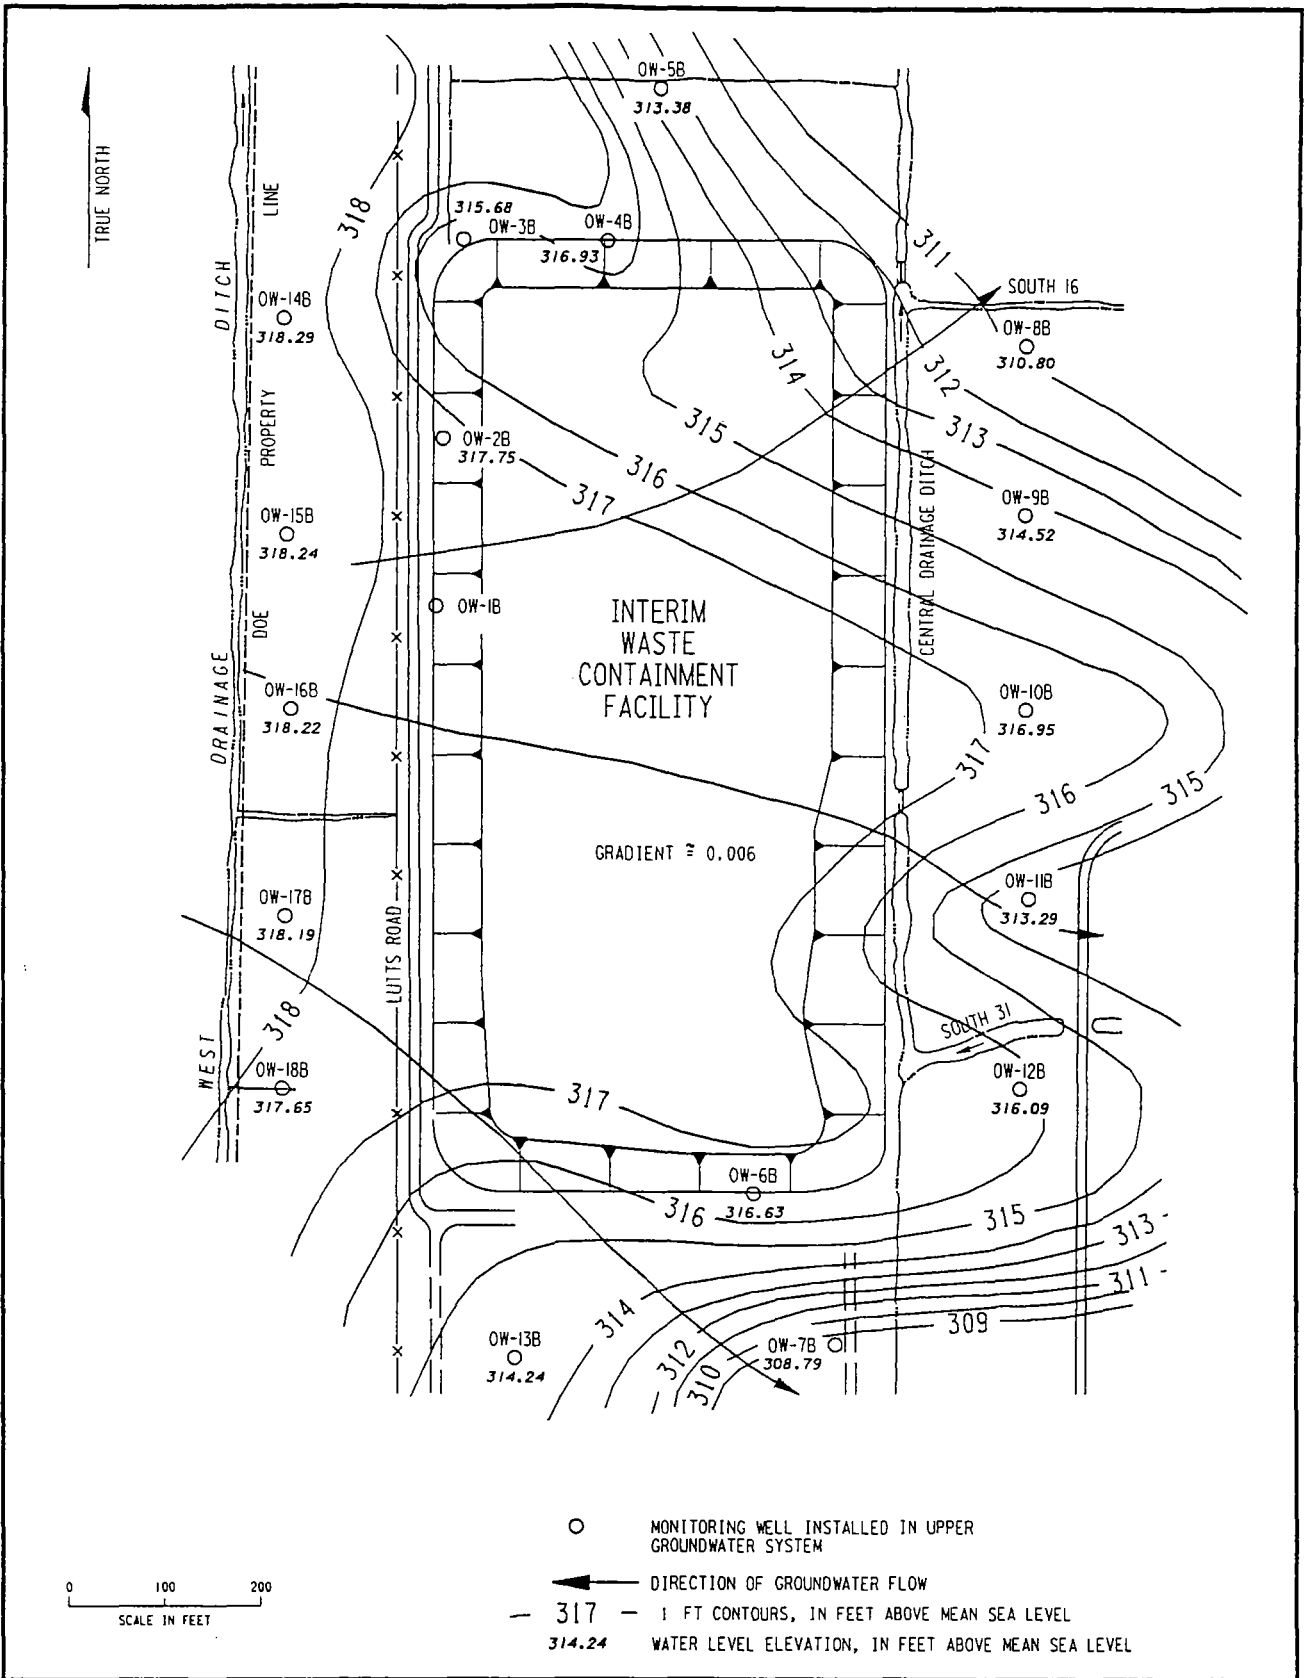 OW-5B
313.38
TRUE NORTH
LINE
318
315.68
OW-3B
OW-4B
316.93
311
SOUTH 16
DITCH
OW-14B
318.29
OW-8B
310.80
314
312
PROPERTY
315
313
OW-2B
317.75
316
317
CENTRAL DRAINAGE DITCH
OW-9B
314.52
OW-15B
318.24
OW-1B
DOE
INTERIM
WASTE
CONTAINMENT
FACILITY
DRAINAGE
OW-16B
318.22
OW-10B
316.95
317
316
315
GRADIENT ≅ 0.006
OW-17B
318.19
OW-11B
313.29
LUTTS ROAD
318
SOUTH 31
WEST
OW-18B
317.65
317
OW-12B
316.09
OW-6B
316.63
316
315
313
311
314
309
312
310
OW-13B
314.24
OW-7B
308.79
MONITORING WELL INSTALLED IN UPPER
GROUNDWATER SYSTEM
DIRECTION OF GROUNDWATER FLOW
— 317 — 1 FT CONTOURS, IN FEET ABOVE MEAN SEA LEVEL
314.24 WATER LEVEL ELEVATION, IN FEET ABOVE MEAN SEA LEVEL
0 100 200
SCALE IN FEET